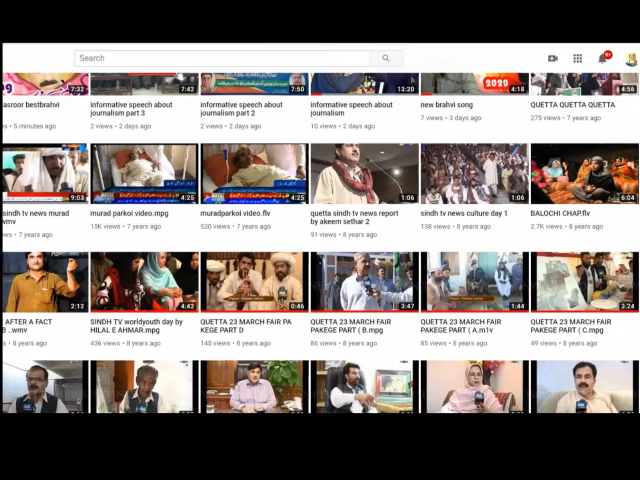 Search
9+
7:32
7:42
7:50
13:20
2020
4:18
4:56
asroor bestbrahvi
informative speech about
journalism part 3
informative speech about
journalism part 2
informative speech about
journalism
new brahvi song
QUETTA QUETTA QUETTA
• 5 minutes ago
2 views • 2 days ago
2 views • 2 days ago
10 views • 2 days ago
7 views • 3 days ago
275 views • 7 years ago
9:03
4:25
4:25
1:06
1:06
6:04
sindh tv news murad
wmv
murad parkoi video.mpg
muradparkoi video.flv
quetta sindh tv news report
by akeem sethar 2
sindh tv news culture day 1
BALOCHI CHAP.flv
• 7 years ago
15K views • 7 years ago
520 views • 7 years ago
91 views • 8 years ago
138 views • 8 years ago
2.7K views • 8 years ago
2:12
4:42
0:46
3:47
1:44
3:24
AFTER A FACT
B ..wmv
SINDH TV worldyouth day by
HILAL E AHMAR.mpg
QUETTA 23 MARCH FAIR PA
KEGE PART D
QUETTA 23 MARCH FAIR
PAKEGE PART ( B.mpg
QUETTA 23 MARCH FAIR
PAKEGE PART ( A.m1v
QUETTA 23 MARCH FAIR
PAKEGE PART ( C.mpg
• 8 years ago
436 views • 8 years ago
145 views • 8 years ago
86 views • 8 years ago
85 views • 8 years ago
49 views • 8 years ago